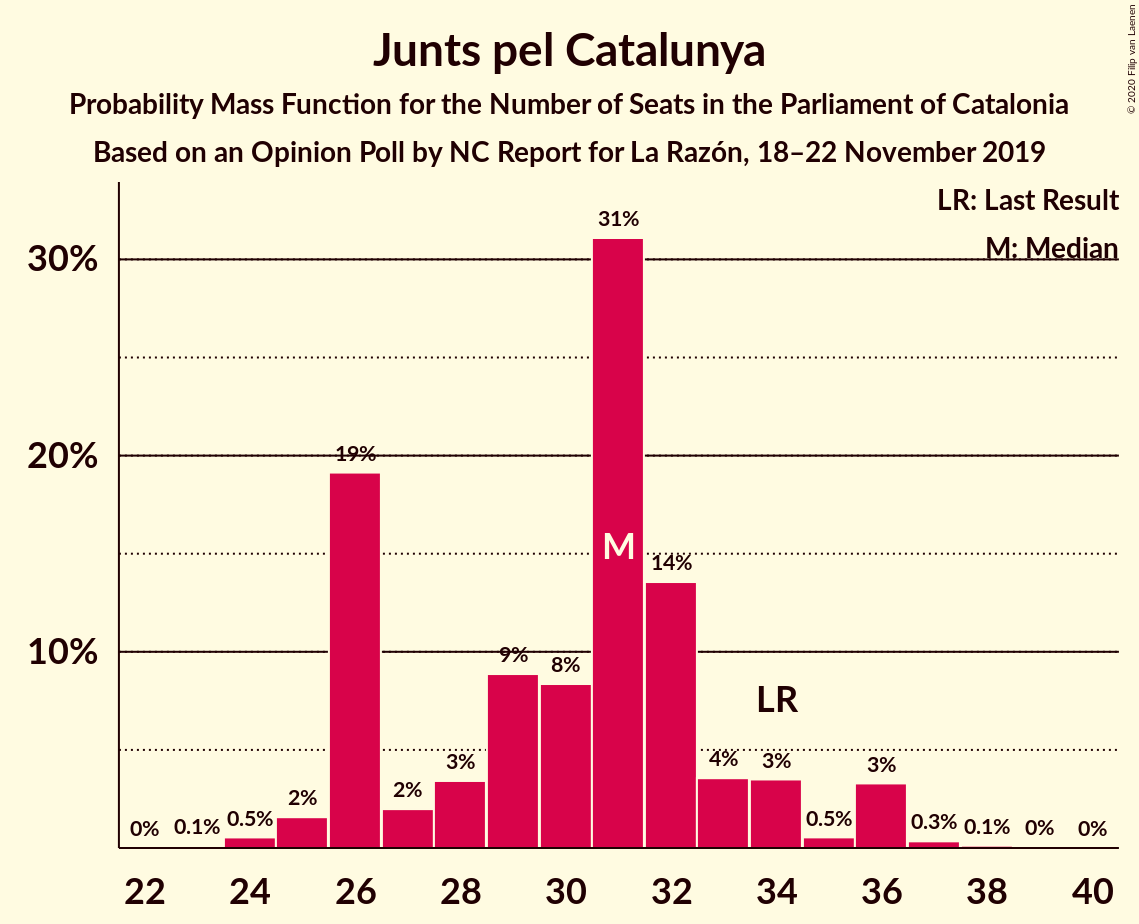 Junts pel Catalunya
Probability Mass Function for the Number of Seats in the Parliament of Catalonia
Based on an Opinion Poll by NC Report for La Razón, 18–22 November 2019
© 2020 Filip van Laenen
LR: Last Result
M: Median
30%
20%
10%
0%
0.1%
0.5%
2%
19%
2%
3%
9%
8%
31%
M
14%
4%
LR
3%
0.5%
3%
0.3%
0.1%
0%
0%
22 24 26 28 30 32 34 36 38 40